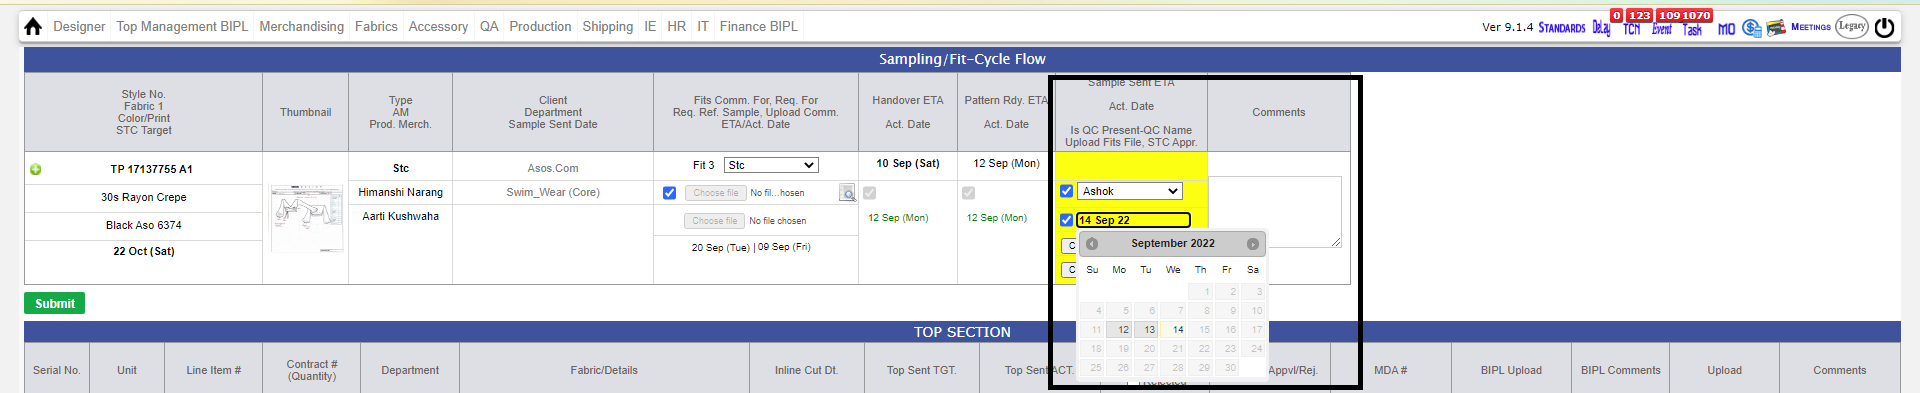 Designer Top Management BIPL Merchandising Fabrics Accessory QA Production Shipping IE HR IT Finance BIPL
0 123 1091070
Ver 9.1.4 STANDARDS Delay TCN Event Task MO MEETINGS Legacy
Sampling/Fit-Cycle Flow
Style No.
Fabric 1
Color/Print
STC Target
Thumbnail
Type
AM
Prod. Merch.
Client
Department
Sample Sent Date
Fits Comm. For, Req. For
Req. Ref. Sample, Upload Comm.
ETA/Act. Date
Handover ETA
Act. Date
Pattern Rdy. ETA
Act. Date
Sample Sent ETA
Act. Date
Is QC Present-QC Name
Upload Fits File, STC Appr.
Comments
TP 17137755 A1
30s Rayon Crepe
Black Aso 6374
22 Oct (Sat)
Stc
Himanshi Narang
Aarti Kushwaha
Asos.Com
Swim_Wear (Core)
Fit 3 Stc
Choose file No fil...hosen
Choose file No file chosen
20 Sep (Tue) | 09 Sep (Fri)
10 Sep (Sat)
12 Sep (Mon)
12 Sep (Mon)
12 Sep (Mon)
Ashok
14 Sep 22
C
C
September 2022
Su Mo Tu We Th Fr Sa
1 2 3
4 5 6 7 8 9 10
11 12 13 14 15 16 17
18 19 20 21 22 23 24
25 26 27 28 29 30
Submit
TOP SECTION
Serial No.
Unit
Line Item #
Contract #
(Quantity)
Department
Fabric/Details
Inline Cut Dt.
Top Sent TGT.
Top Sent ACT.
Appvl/Rej.
MDA #
BIPL Upload
BIPL Comments
Upload
Comments